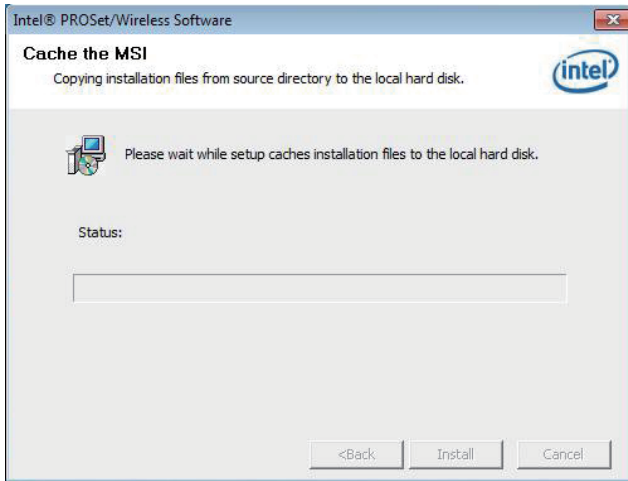 Intel® PROSet/Wireless Software
Cache the MSI
Copying installation files from source directory to the local hard disk.
intel
Please wait while setup caches installation files to the local hard disk.
Status:
<Back
Install
Cancel